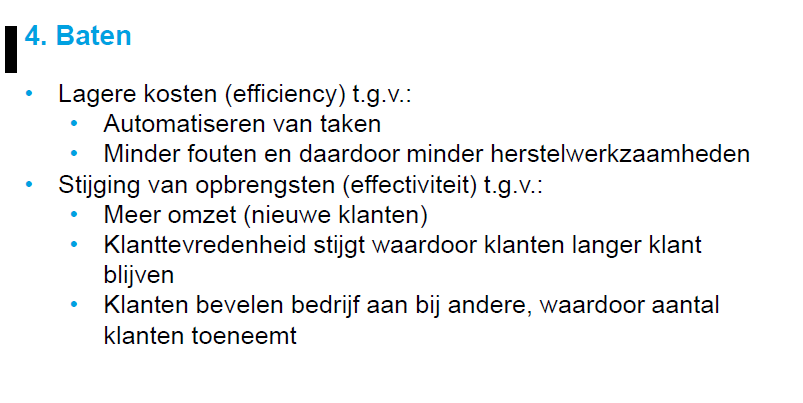 4. Baten
• Lagere kosten (efficiency) t.g.v.:
• Automatiseren van taken
• Minder fouten en daardoor minder herstelwerkzaamheden
• Stijging van opbrengsten (effectiviteit) t.g.v.:
• Meer omzet (nieuwe klanten)
• Klanttevredenheid stijgt waardoor klanten langer klant
blijven
• Klanten bevelen bedrijf aan bij andere, waardoor aantal
klanten toeneemt